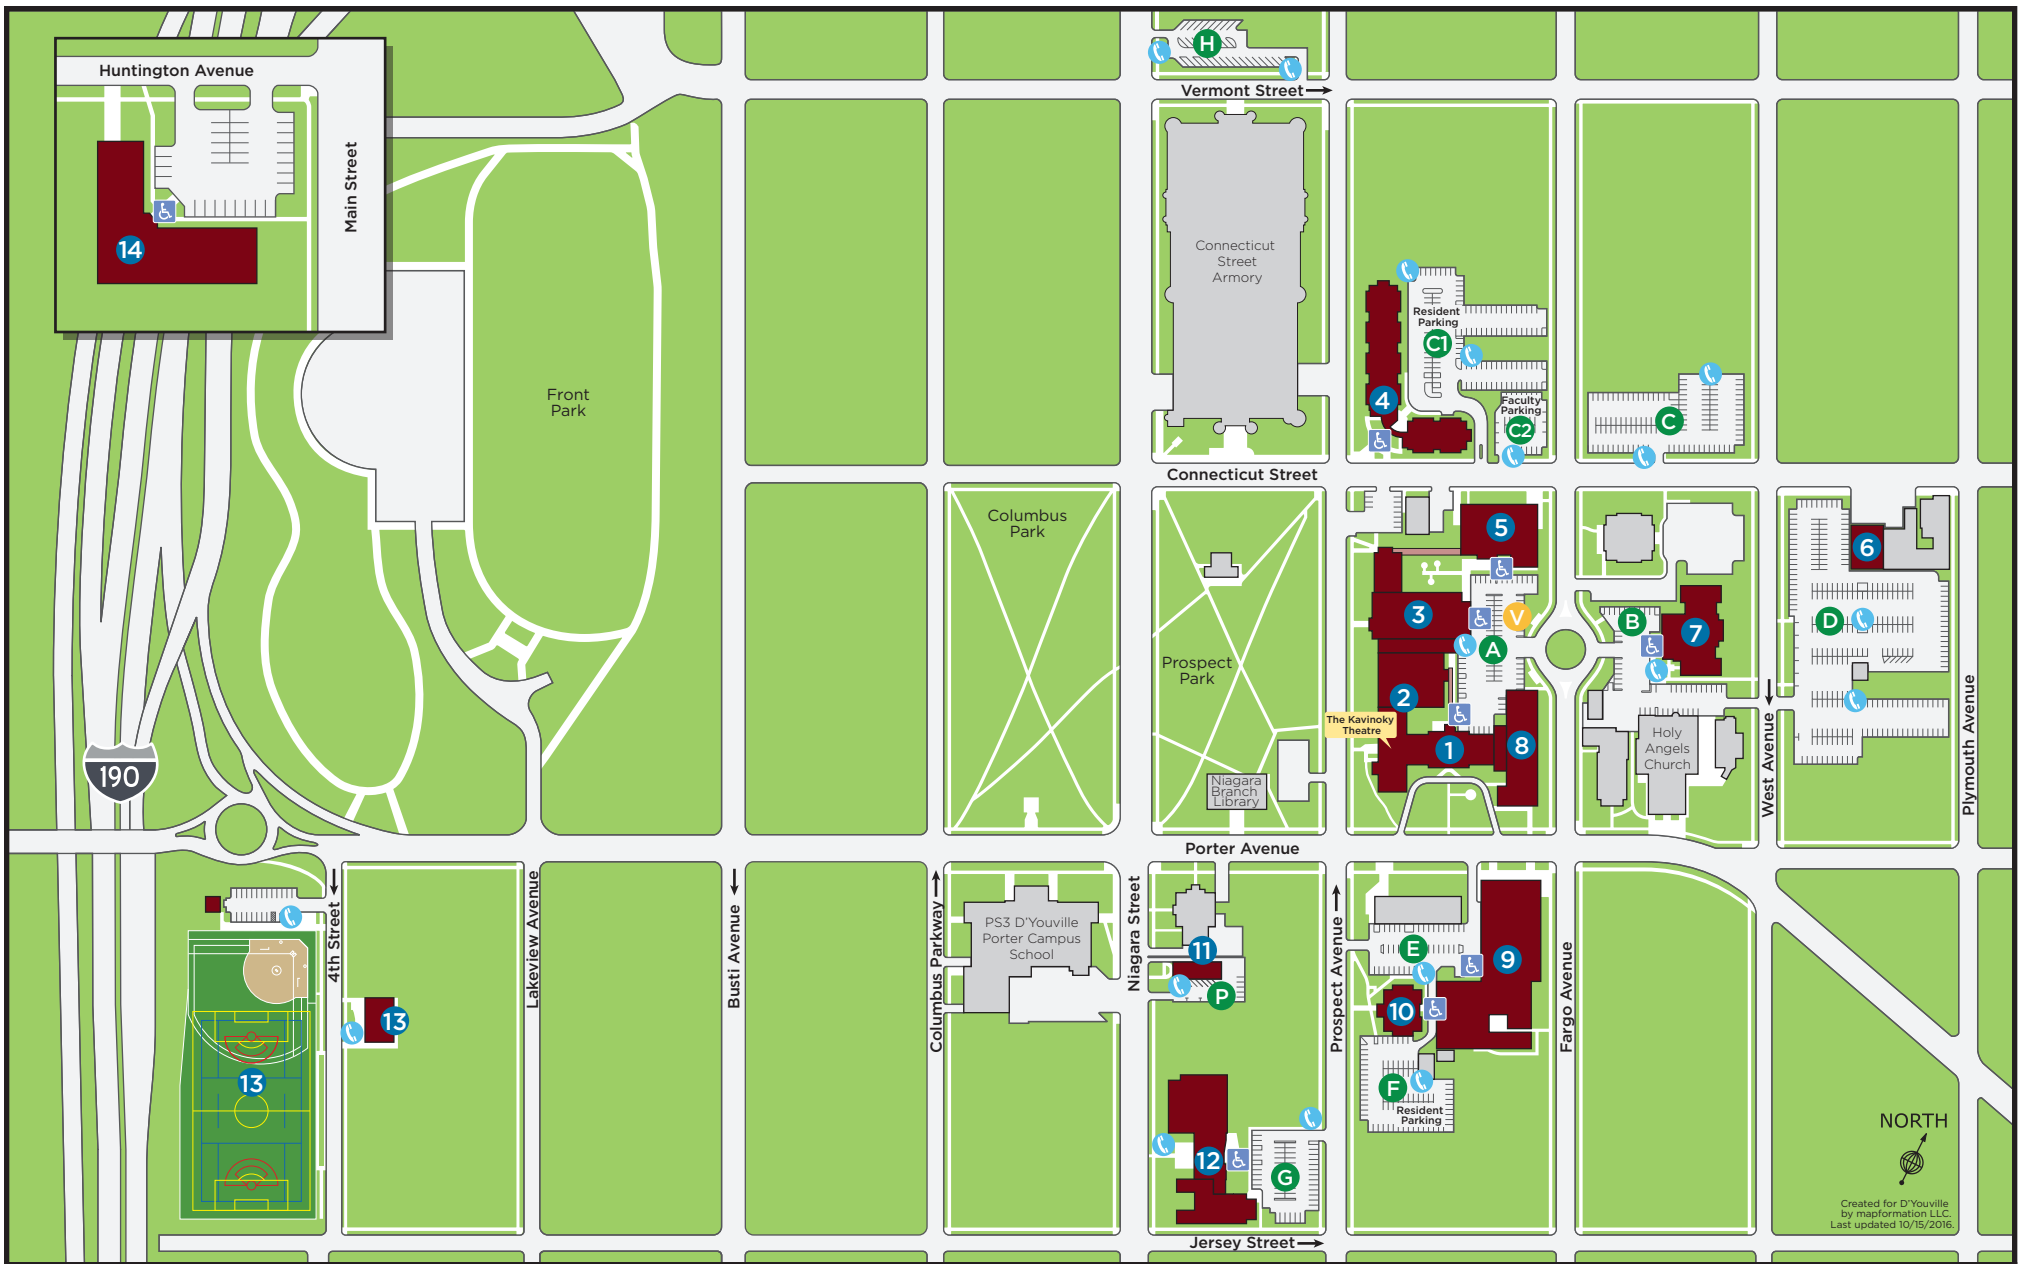 H
Vermont Street
Huntington Avenue
Main Street
14
Connecticut
Street
Armory
Resident
Parking
C1
4
Faculty
Parking
C2
C
Front
Park
Connecticut Street
Columbus
Park
Prospect
Park
5
3
V
A
2
The Kavinoky
Theatre
1
8
B
7
6
D
Holy
Angels
Church
West Avenue
Plymouth Avenue
Niagara
Branch
Library
190
Porter Avenue
4th Street
Lakeview Avenue
Busti Avenue
Columbus Parkway
PS3 D'Youville
Porter Campus
School
Niagara Street
11
P
Prospect Avenue
E
9
10
F
Resident
Parking
Fargo Avenue
13
13
12
G
Jersey Street
NORTH
Created for D'Youville
by mapformation LLC.
Last updated 10/15/2016.